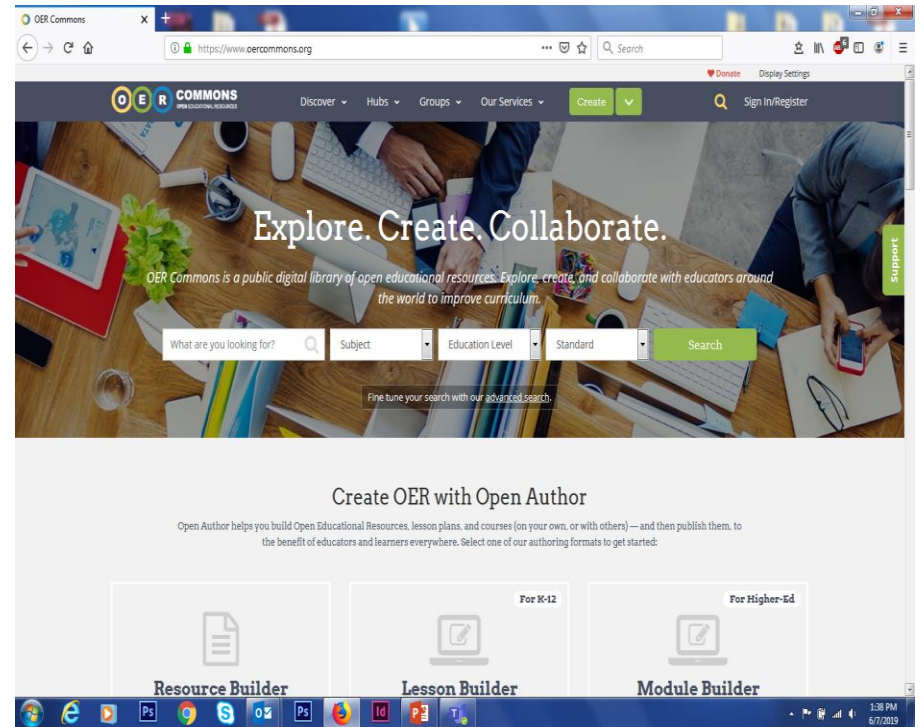 OER Commons
https://www.oercommons.org
Search
Donate
Display Settings
OER COMMONS
OPEN EDUCATIONAL RESOURCES
Discover
Hubs
Groups
Our Services
Create
Sign In/Register
Explore. Create. Collaborate.
OER Commons is a public digital library of open educational resources. Explore, create, and collaborate with educators around
the world to improve curriculum.
What are you looking for?
Subject
Education Level
Standard
Search
Fine tune your search with our advanced search.
Support
Create OER with Open Author
Open Author helps you build Open Educational Resources, lesson plans, and courses (on your own, or with others) — and then publish them, to
the benefit of educators and learners everywhere. Select one of our authoring formats to get started:
For K-12
For Higher-Ed
Resource Builder
Lesson Builder
Module Builder
Ps
S
Ps
Id
1:38 PM
6/7/2019